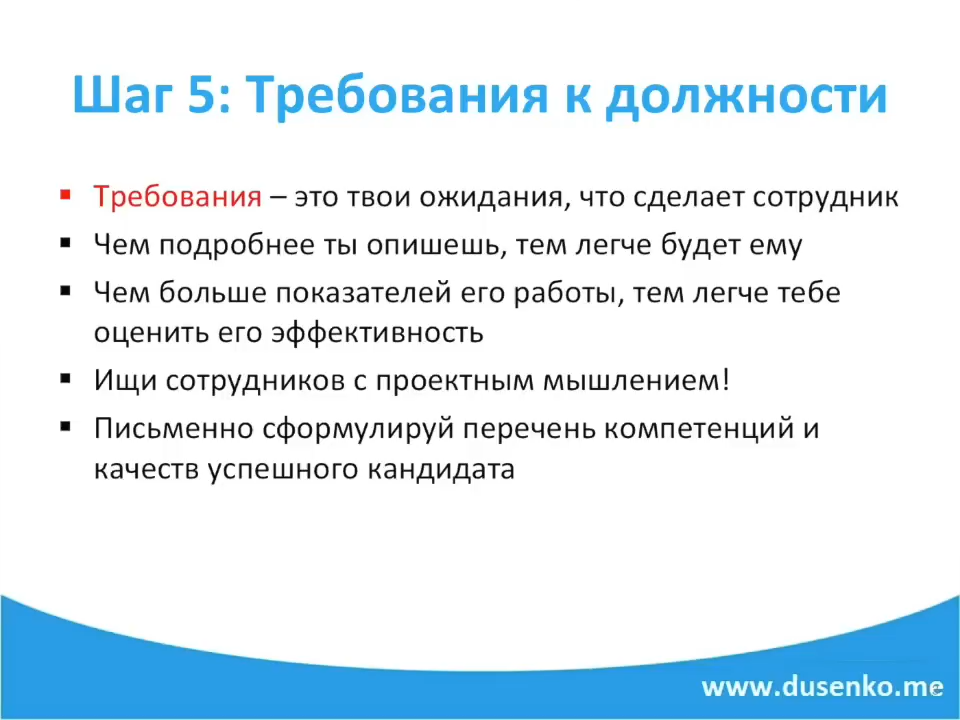 Шаг 5: Требования к должности
▪ Требования – это твои ожидания, что сделает сотрудник
▪ Чем подробнее ты опишешь, тем легче будет ему
▪ Чем больше показателей его работы, тем легче тебе
оценить его эффективность
▪ Ищи сотрудников с проектным мышлением!
▪ Письменно сформулируй перечень компетенций и
качеств успешного кандидата
www.dusenko.me